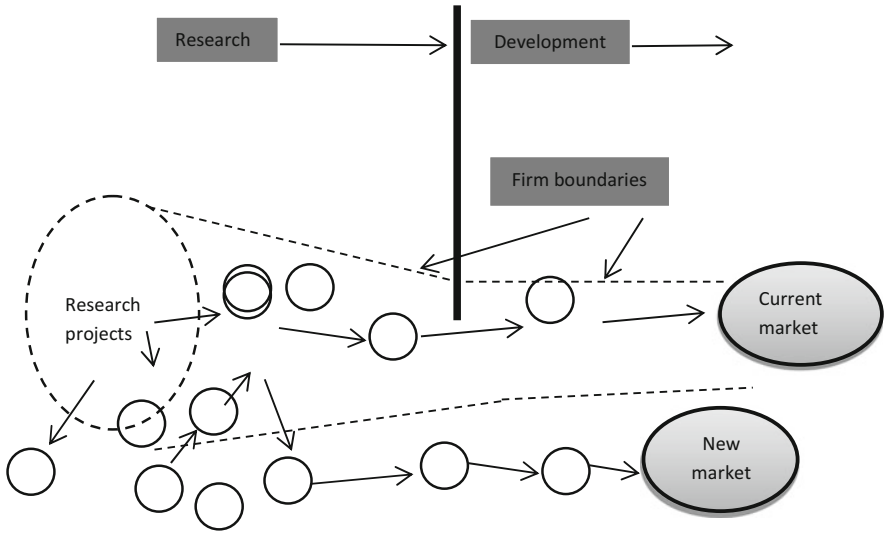 Research
Development
Firm boundaries
Research
projects
Current
market
New
market